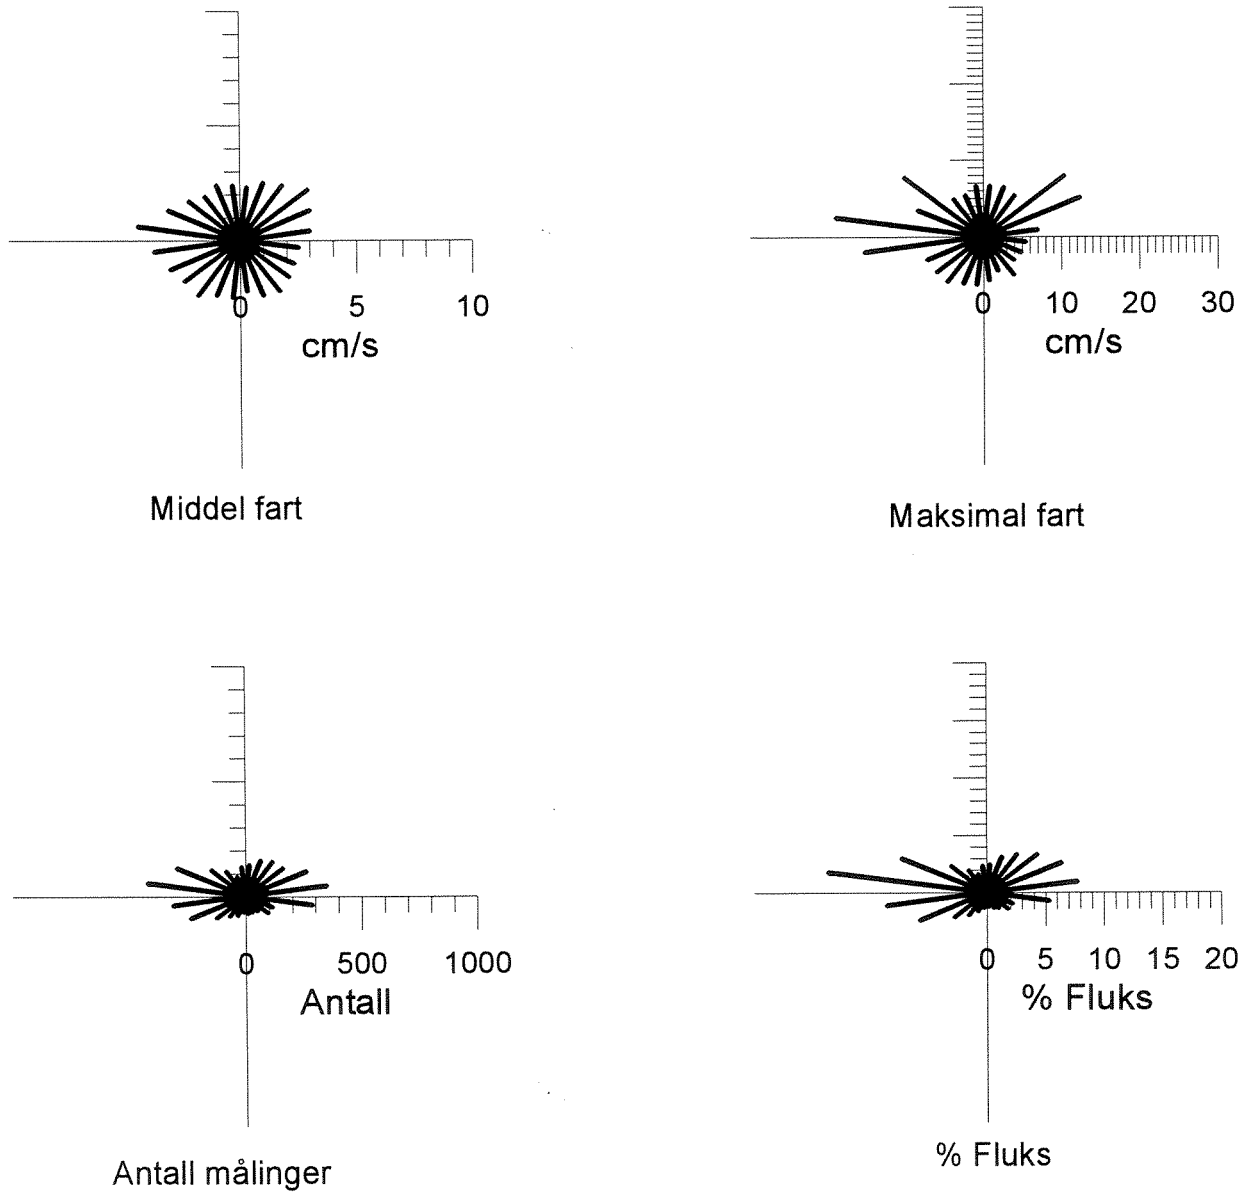 0 5 10
cm/s
Middel fart
0 10 20 30
cm/s
Maksimal fart
0 500 1000
Antall
Antall målinger
0 5 10 15 20
% Fluks
% Fluks